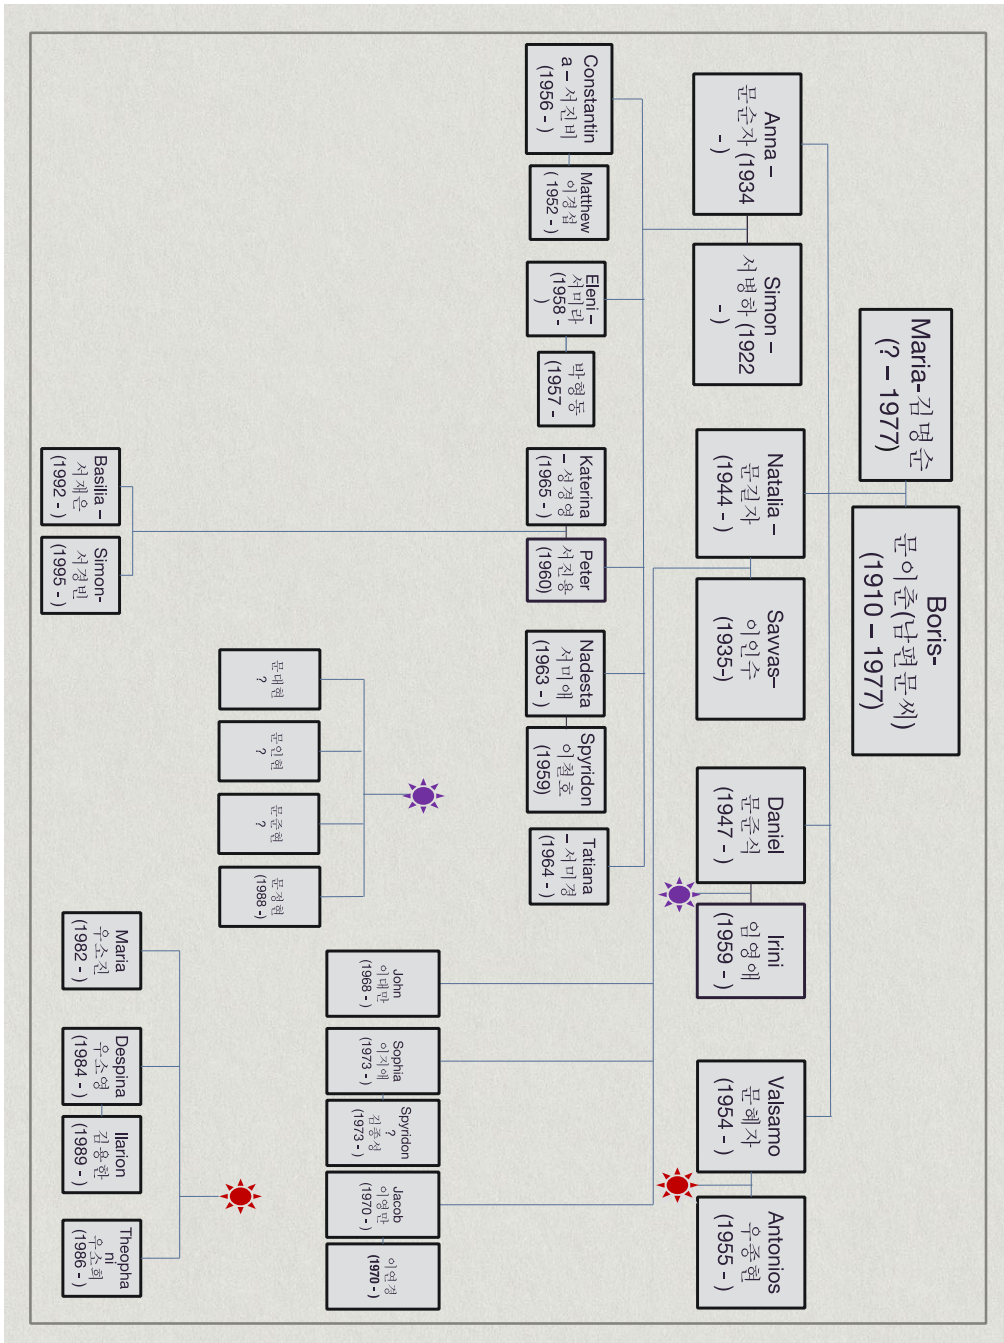 Maria-김명순
(? – 1977)
Boris-
문이춘(남편문씨)
(1910 – 1977)
Anna –
문순자 (1934
- )
Simon –
서병하 (1922
- )
Natalia –
문길자
(1944 - )
Savvas–
이인수
(1935-)
Daniel
문준식
(1947 - )
Irini
임영애
(1959 - )
Valsamo
문혜자
(1954 - )
Antonios
우종현
(1955 - )
Constantin
a – 서진비
(1956 - )
Matthew
이경섭
( 1952 - )
Eleni –
서미라
(1958 -
)
박형동
(1957 -
Katerina
– 성경영
(1965 - )
Peter
서진용
(1960)
Nadesta
서미애
(1963 - )
Spyridon
이철호
(1959)
Tatiana
– 서미경
(1964 - )
John
이대만
(1968 - )
Sophia
이지애
(1973 - )
Spyridon
?
김종성
(1973 - )
Jacob
이영만
(1970 - )
이연경
(1970 - )
문대현
?
문인현
?
문준현
?
문정현
(1988 -)
Basilia –
서재은
(1992 - )
Simon-
서경빈
(1995 - )
Maria
우소진
(1982 - )
Despina
우소영
(1984 - )
Ilarion
김용한
(1989 - )
Theopha
ni
우소희
(1986 - )